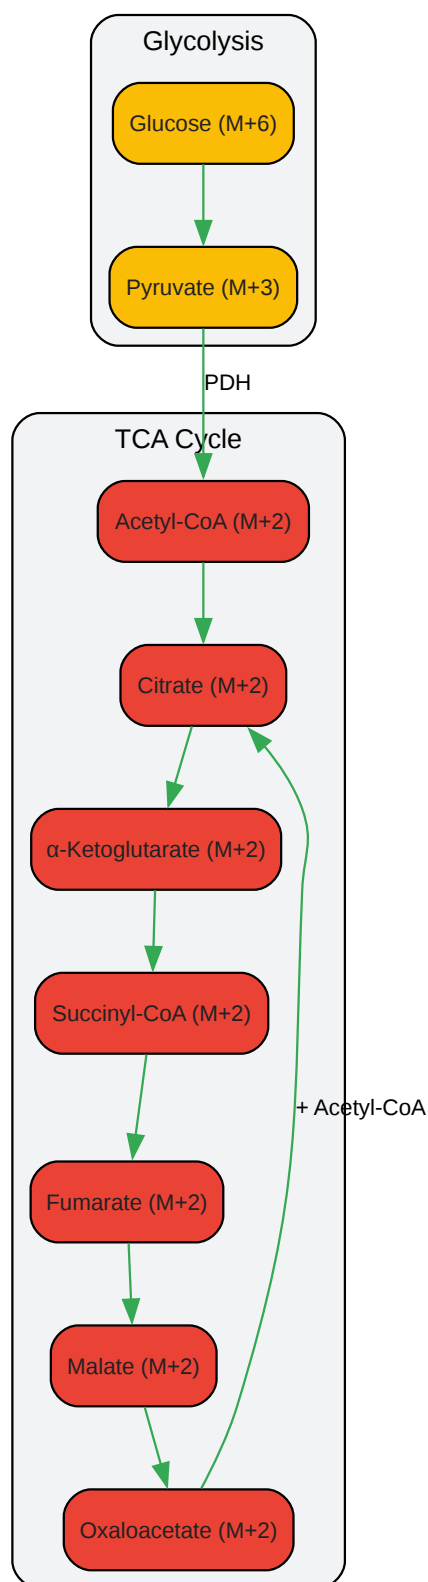 Glycolysis
Glucose (M+6)
Pyruvate (M+3)
PDH
TCA Cycle
Acetyl-CoA (M+2)
Citrate (M+2)
α-Ketoglutarate (M+2)
Succinyl-CoA (M+2)
+ Acetyl-CoA
Fumarate (M+2)
Malate (M+2)
Oxaloacetate (M+2)